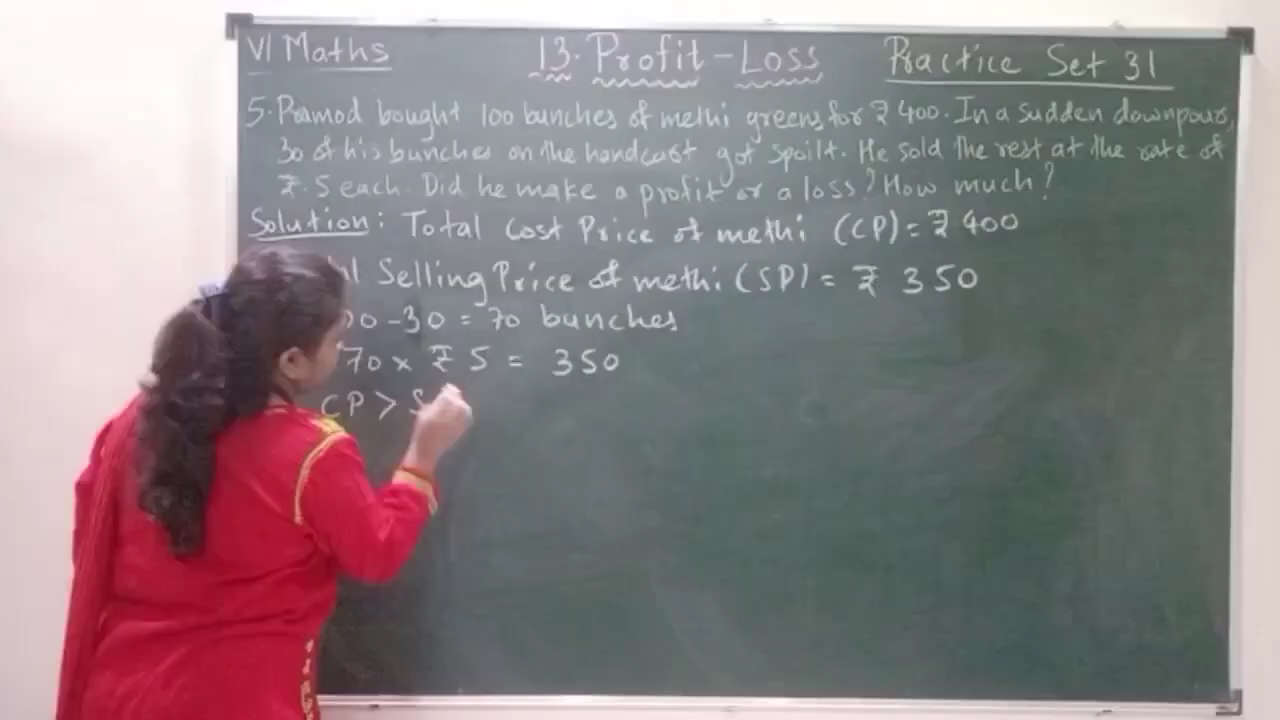 VI Maths 13. Profit - Loss Practice Set 31
5. Pramod bought 100 bunches of methi greens for ₹ 400. In a sudden downpour,
30 of his bunches on the handcart got spoilt. He sold the rest at the rate of
₹. 5 each. Did he make a profit or a loss? How much?
Solution: Total Cost Price of methi (CP) = ₹ 400
Selling Price of methi (SP) = ₹ 350
00 - 30 = 70 bunches
70 × ₹ 5 = 350
CP > S